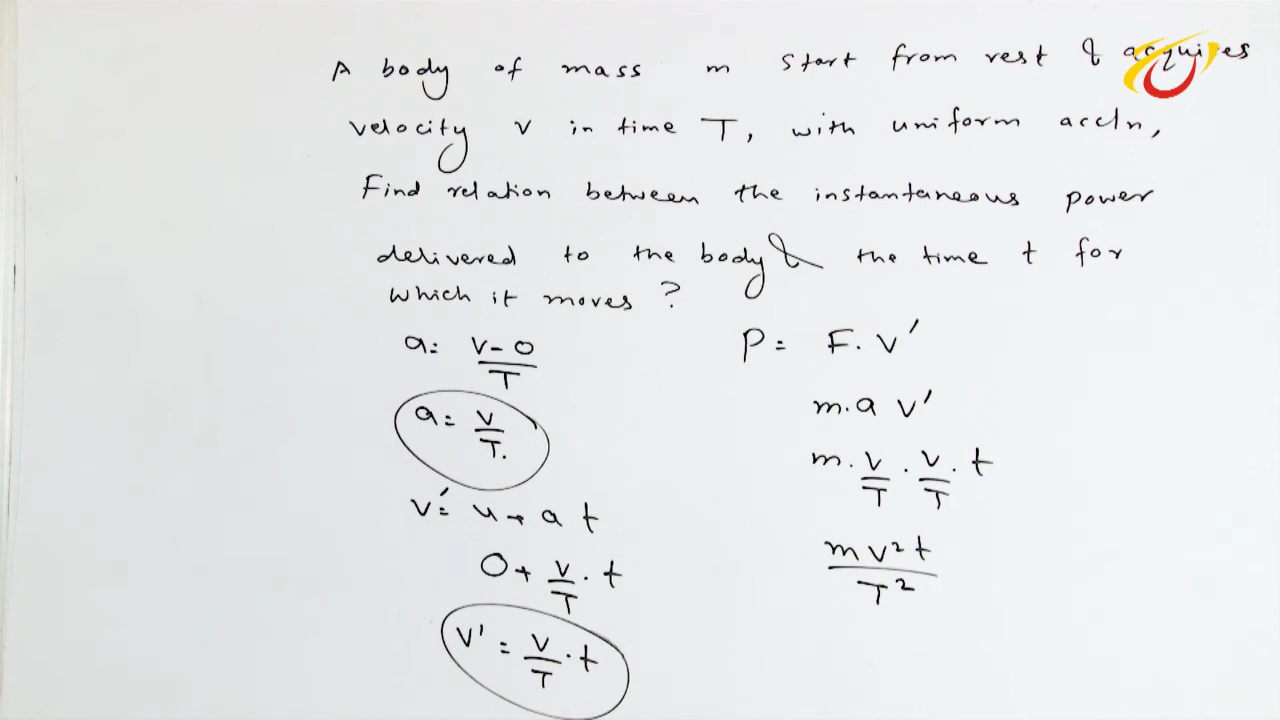 A body of mass m start from rest & acquires
velocity v in time T, with uniform accln,
Find relation between the instantaneous power
delivered to the body & the time t for
which it moves ?
a = v - 0 / T
a = v / T.
v' = u + a t
0 + v / T . t
v' = v / T . t
P = F. v'
m. a v'
m . v / T . v / T . t
m v² t / T²